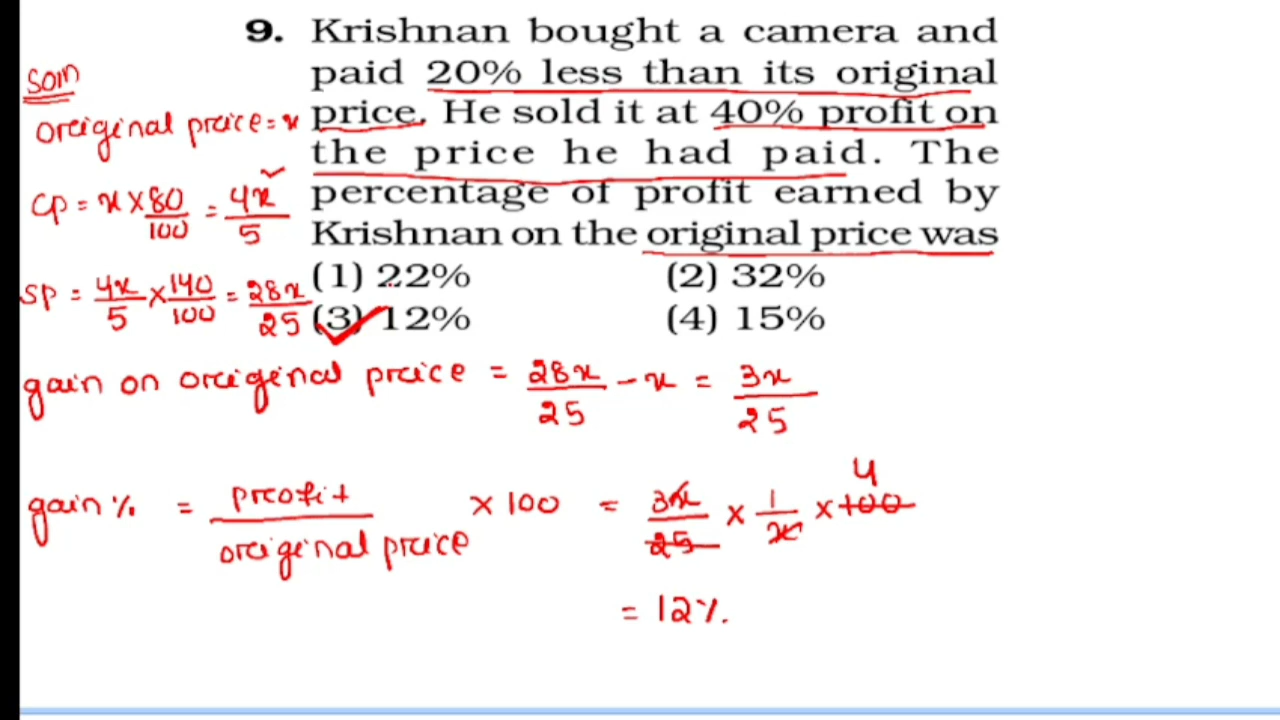 9. Krishnan bought a camera and
paid 20% less than its original
price. He sold it at 40% profit on
the price he had paid. The
percentage of profit earned by
Krishnan on the original price was
(1) 22% (2) 32%
(3) 12% (4) 15%
Soln
original price = x
CP = x × 80/100 = 4x/5
SP = 4x/5 × 140/100 = 28x/25
gain on original price = 28x/25 - x = 3x/25
gain % = profit/original price × 100 = 3x/25 × 1/x × 100 4
= 12%.